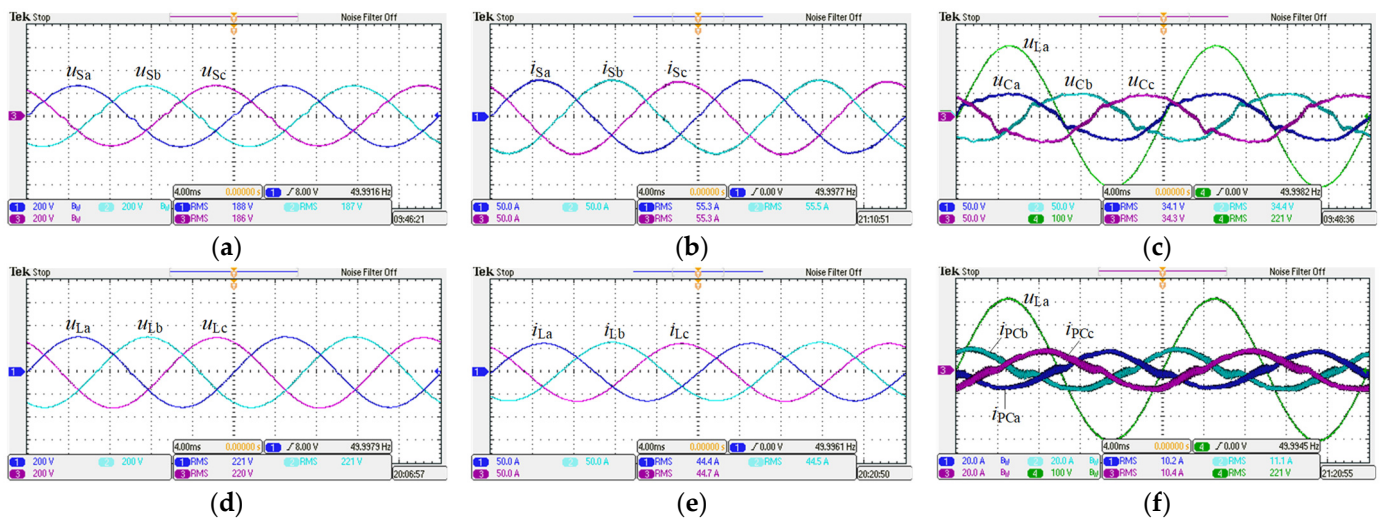 Tek Stop Noise Filter Off
uSa uSb uSc
3
4.00ms 0.00000 s 1 8.00 V 49.9916 Hz
1 200 V 2 200 V 1 RMS 188 V 2 RMS 187 V
3 200 V 3 RMS 186 V 09:46:21
(a)
Tek Stop Noise Filter Off
iSa iSb iSc
1
4.00ms 0.00000 s 1 0.00 V 49.9977 Hz
1 50.0 A 2 50.0 A 1 RMS 55.3 A 2 RMS 55.5 A
3 50.0 A 3 RMS 55.3 A 21:10:51
(b)
Tek Stop Noise Filter Off
uLa
uCa uCb uCc
3
4.00ms 0.00000 s 4 0.00 V 49.9982 Hz
1 50.0 V 2 50.0 V 1 RMS 34.1 V 2 RMS 34.4 V
3 50.0 V 4 100 V 3 RMS 34.3 V 4 RMS 221 V 09:48:36
(c)
Tek Stop Noise Filter Off
uLa uLb uLc
1
4.00ms 0.00000 s 1 8.00 V 49.9979 Hz
1 200 V 2 200 V 1 RMS 221 V 2 RMS 221 V
3 200 V 3 RMS 220 V 20:06:57
(d)
Tek Stop Noise Filter Off
iLa iLb iLc
1
4.00ms 0.00000 s 1 0.00 V 49.9961 Hz
1 50.0 A 2 50.0 A 1 RMS 44.4 A 2 RMS 44.5 A
3 50.0 A 3 RMS 44.7 A 20:20:50
(e)
Tek Stop Noise Filter Off
uLa
iPCb iPCc
3
iPCa
4.00ms 0.00000 s 4 0.00 V 49.9945 Hz
1 20.0 A 2 20.0 A 1 RMS 10.2 A 2 RMS 11.1 A
3 20.0 A 4 100 V 3 RMS 10.4 A 4 RMS 221 V 21:20:55
(f)